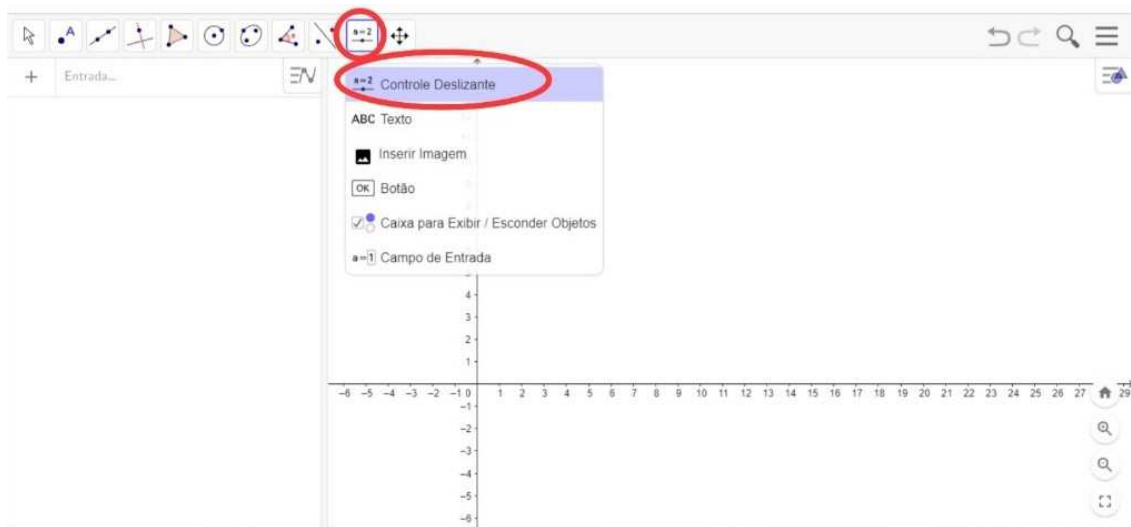 A
a=2
+ Entrada...
a=2 Controle Deslizante
ABC Texto
Inserir Imagem
OK Botão
Caixa para Exibir / Esconder Objetos
a=1 Campo de Entrada
4
3
2
1
-6 -5 -4 -3 -2 -1 0 1 2 3 4 5 6 7 8 9 10 11 12 13 14 15 16 17 18 19 20 21 22 23 24 25 26 27 29
-1
-2
-3
-4
-5
-6